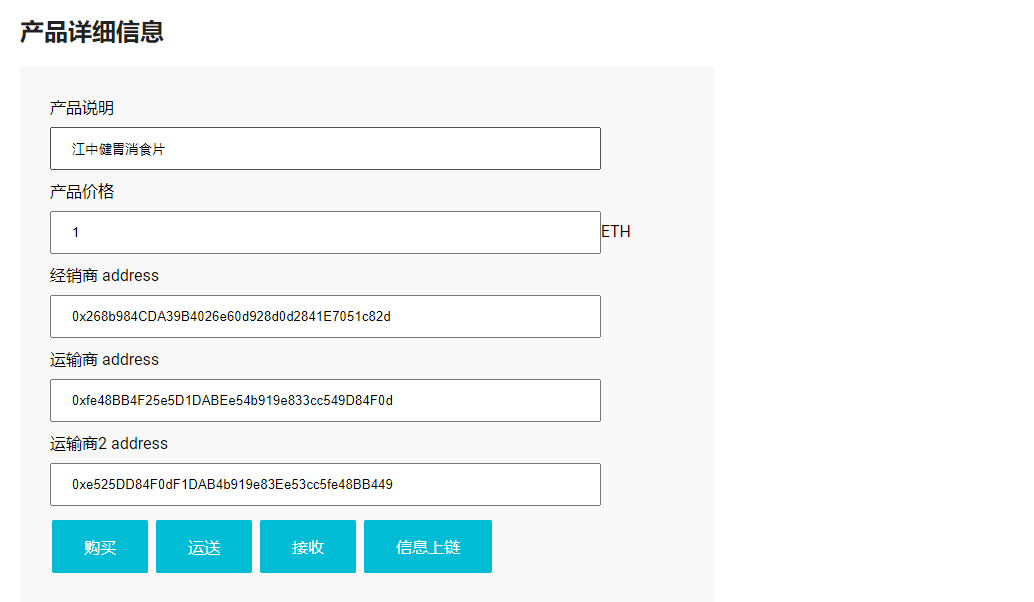 产品详细信息
产品说明
江中健胃消食片
产品价格
1 ETH
经销商 address
0x268b984CDA39B4026e60d928d0d2841E7051c82d
运输商 address
0xfe48BB4F25e5D1DABEe54b919e833cc549D84F0d
运输商2 address
0xe525DD84F0dF1DAB4b919e83Ee53cc5fe48BB449
购买 运送 接收 信息上链